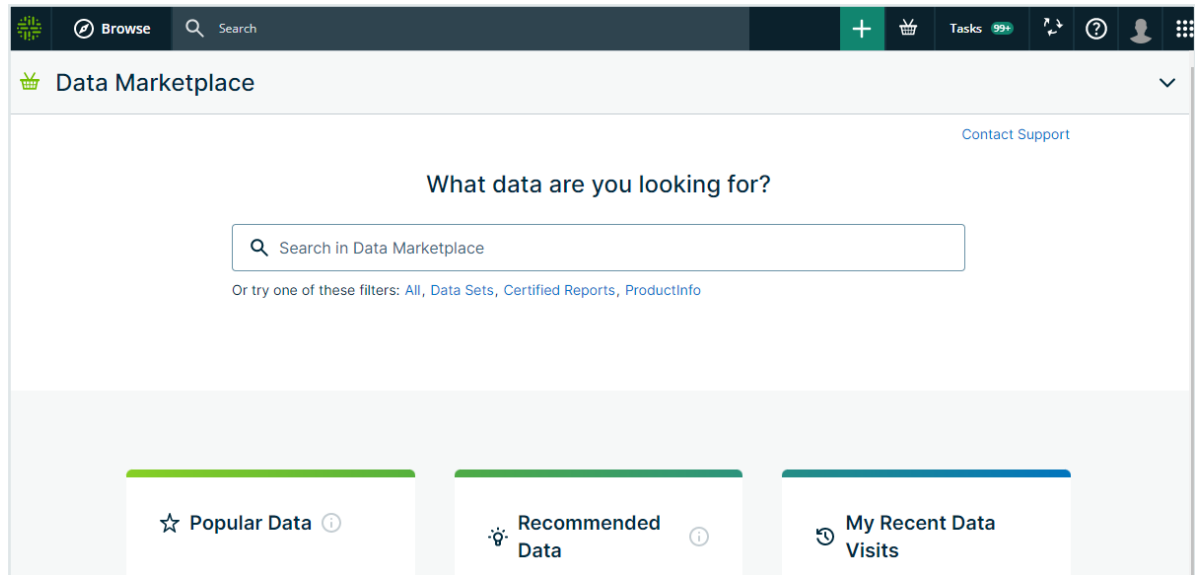 Browse Search Tasks 99+
Data Marketplace
Contact Support
What data are you looking for?
Search in Data Marketplace
Or try one of these filters: All, Data Sets, Certified Reports, ProductInfo
Popular Data
Recommended
Data
My Recent Data
Visits